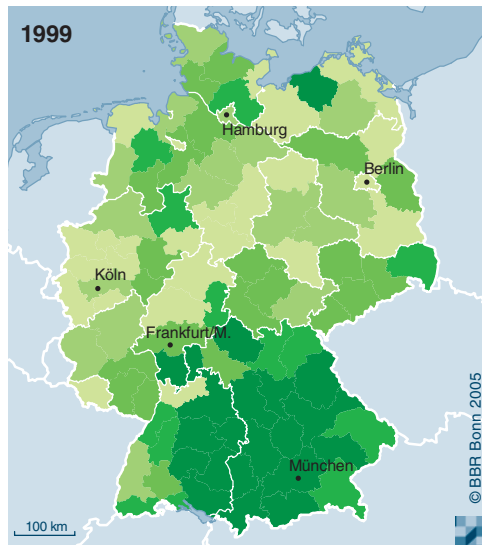 1999
Hamburg
Berlin
Köln
Frankfurt/M.
München
100 km
© BBR Bonn 2005